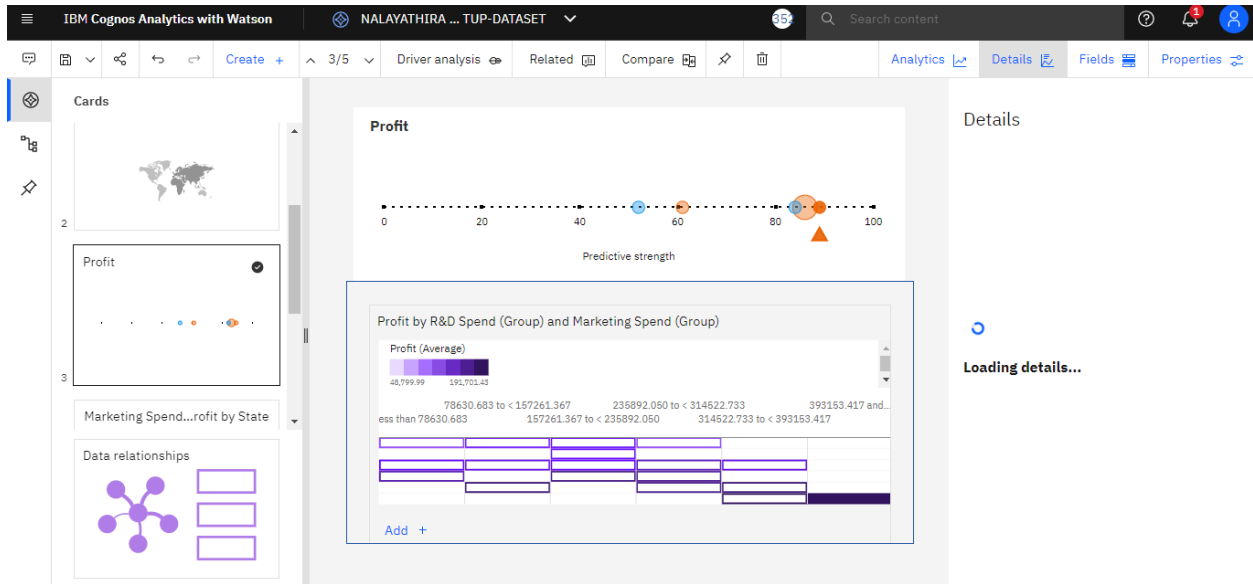 IBM Cognos Analytics with Watson
NALAYATHIRA ... TUP-DATASET
352
Search content
1
Create +
3/5
Driver analysis
Related
Compare
Analytics
Details
Fields
Properties
Cards
2
Profit
3
Marketing Spend...rofit by State
Data relationships
Profit
0 20 40 60 80 100
Predictive strength
Profit by R&D Spend (Group) and Marketing Spend (Group)
Profit (Average)
48,799.99 191,701.43
78630.683 to < 157261.367 235892.050 to < 314522.733 393153.417 and...
ess than 78630.683 157261.367 to < 235892.050 314522.733 to < 393153.417
Add +
Details
Loading details...